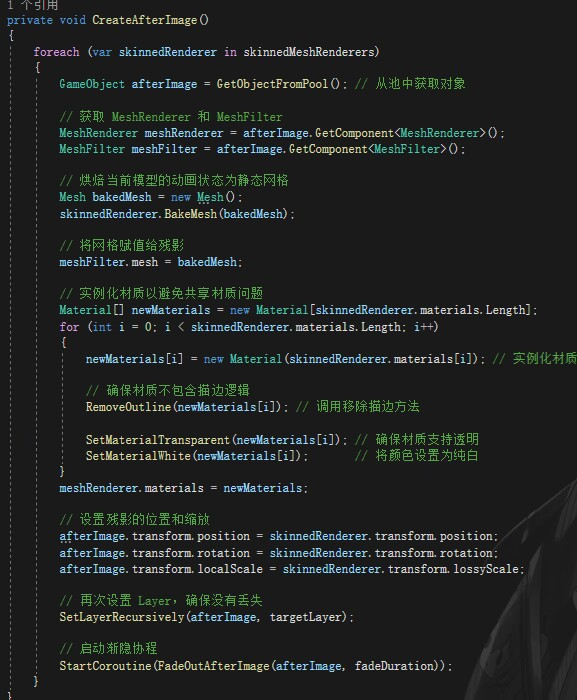 1 个引用
private void CreateAfterImage()
{
foreach (var skinnedRenderer in skinnedMeshRenderers)
{
GameObject afterImage = GetObjectFromPool(); // 从池中获取对象
// 获取 MeshRenderer 和 MeshFilter
MeshRenderer meshRenderer = afterImage.GetComponent<MeshRenderer>();
MeshFilter meshFilter = afterImage.GetComponent<MeshFilter>();
// 烘焙当前模型的动画状态为静态网格
Mesh bakedMesh = new Mesh();
skinnedRenderer.BakeMesh(bakedMesh);
// 将网格赋值给残影
meshFilter.mesh = bakedMesh;
// 实例化材质以避免共享材质问题
Material[] newMaterials = new Material[skinnedRenderer.materials.Length];
for (int i = 0; i < skinnedRenderer.materials.Length; i++)
{
newMaterials[i] = new Material(skinnedRenderer.materials[i]); // 实例化材质
// 确保材质不包含描边逻辑
RemoveOutline(newMaterials[i]); // 调用移除描边方法
SetMaterialTransparent(newMaterials[i]); // 确保材质支持透明
SetMaterialWhite(newMaterials[i]); // 将颜色设置为纯白
}
meshRenderer.materials = newMaterials;
// 设置残影的位置和缩放
afterImage.transform.position = skinnedRenderer.transform.position;
afterImage.transform.rotation = skinnedRenderer.transform.rotation;
afterImage.transform.localScale = skinnedRenderer.transform.lossyScale;
// 再次设置 Layer，确保没有丢失
SetLayerRecursively(afterImage, targetLayer);
// 启动渐隐协程
StartCoroutine(FadeOutAfterImage(afterImage, fadeDuration));
}
}